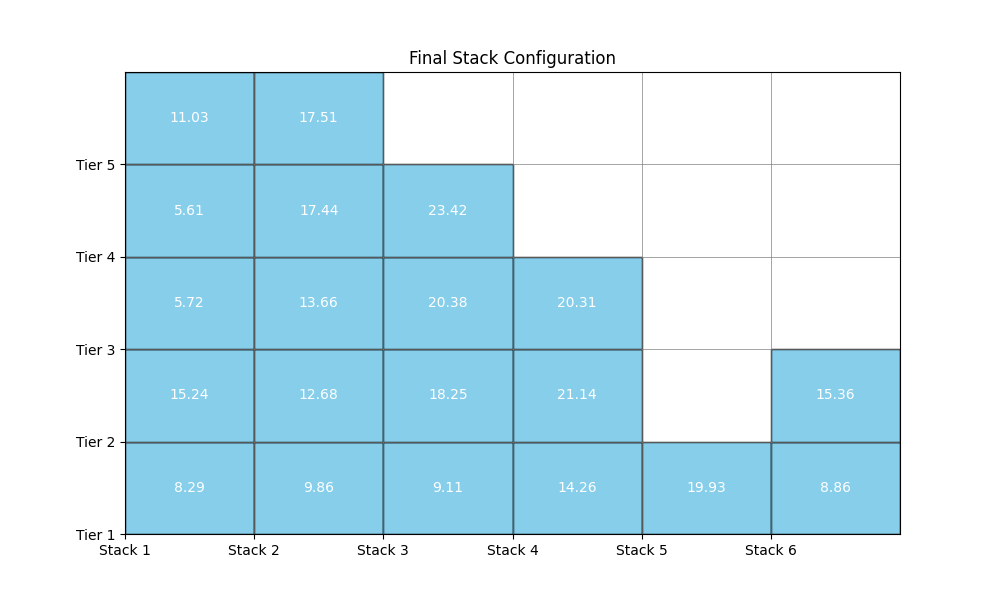 Final Stack Configuration
11.03 17.51
Tier 5
5.61 17.44 23.42
Tier 4
5.72 13.66 20.38 20.31
Tier 3
15.24 12.68 18.25 21.14 15.36
Tier 2
8.29 9.86 9.11 14.26 19.93 8.86
Tier 1
Stack 1 Stack 2 Stack 3 Stack 4 Stack 5 Stack 6